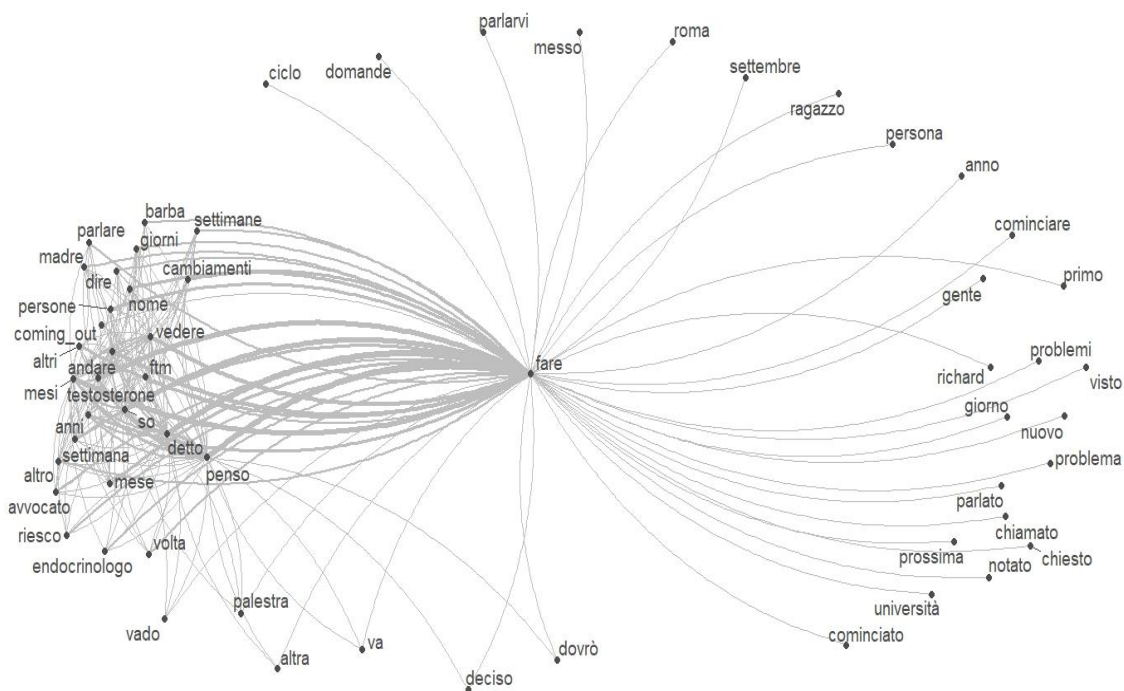 parlarvi
roma
messo
domande
ciclo
settembre
ragazzo
persona
anno
barba
settimane
parlare
giorni
madre
cominciare
dire
cambiamenti
primo
gente
persone
nome
coming_out
vedere
altri
fare
problemi
andare
ftm
richard
visto
mesi
testosterone
giorno
nuovo
anni
so
detto
settimana
problema
altro
penso
mese
parlato
avvocato
chiamato
riesco
volta
prossima
chiesto
endocrinologo
notato
palestra
università
vado
va
cominciato
altra
dovrò
deciso